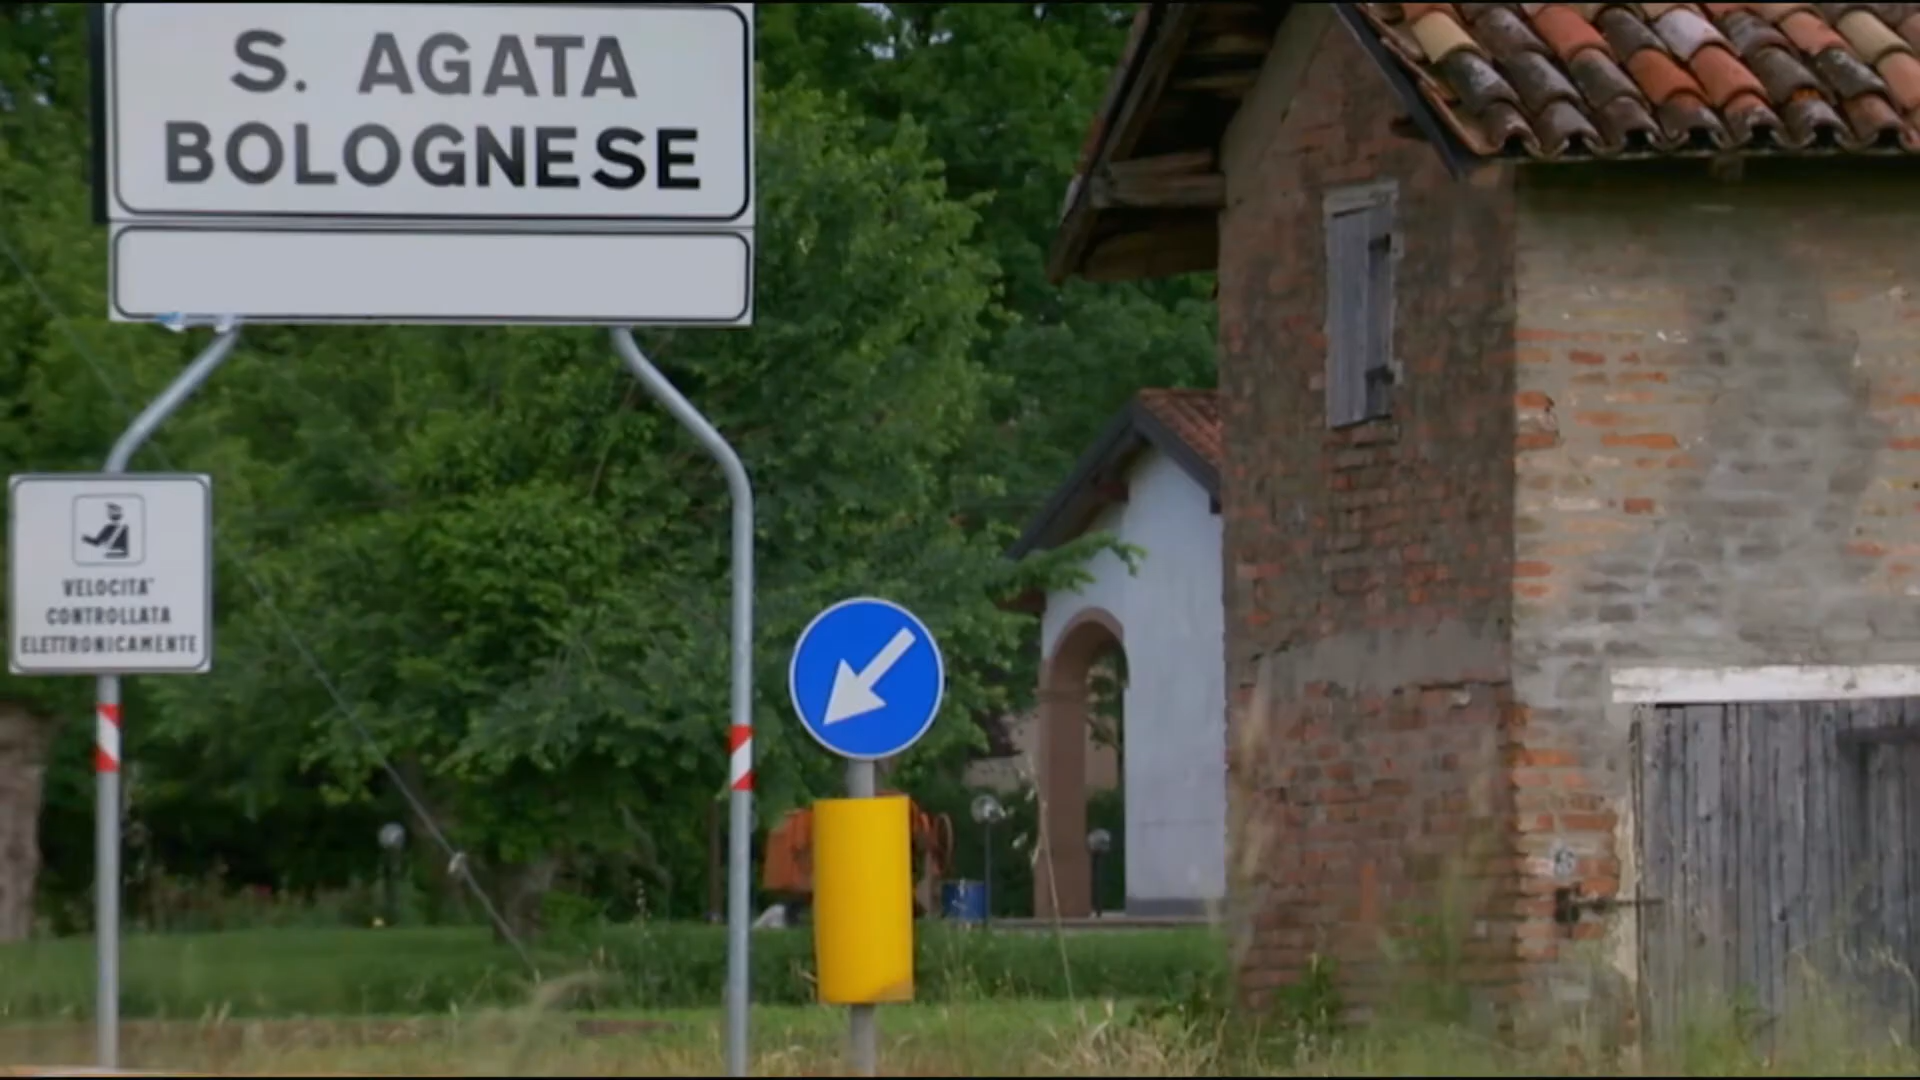 S. AGATA
BOLOGNESE
VELOCITA'
CONTROLLATA
ELETTRONICAMENTE